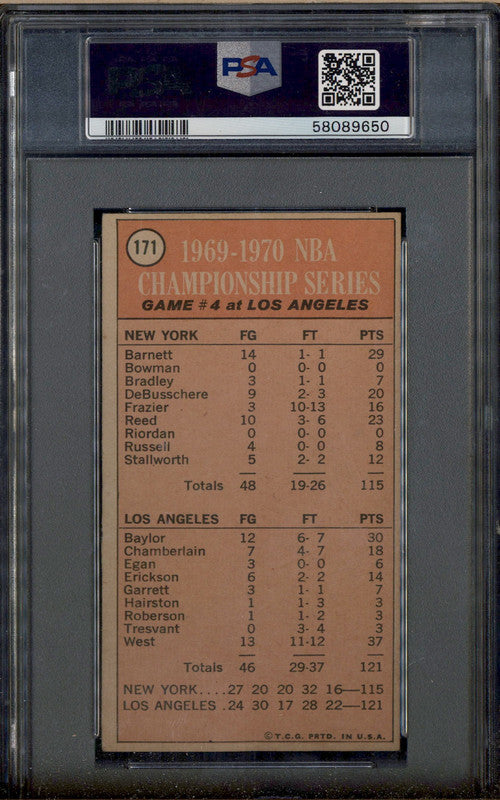 PSA
58089650
171
1969-1970 NBA
CHAMPIONSHIP SERIES
GAME #4 at LOS ANGELES
NEW YORK FG FT PTS
Barnett 14 1- 1 29
Bowman 0 0- 0 0
Bradley 3 1- 1 7
DeBusschere 9 2- 3 20
Frazier 3 10-13 16
Reed 10 3- 6 23
Riordan 0 0- 0 0
Russell 4 0- 0 8
Stallworth 5 2- 2 12
Totals 48 19-26 115
LOS ANGELES FG FT PTS
Baylor 12 6- 7 30
Chamberlain 7 4- 7 18
Egan 3 0- 0 6
Erickson 6 2- 2 14
Garrett 3 1- 1 7
Hairston 1 1- 3 3
Roberson 1 1- 2 3
Tresvant 0 3- 4 3
West 13 11-12 37
Totals 46 29-37 121
NEW YORK....27 20 20 32 16—115
LOS ANGELES .24 30 17 28 22—121
© T.C.G. PRTD. IN U.S.A.